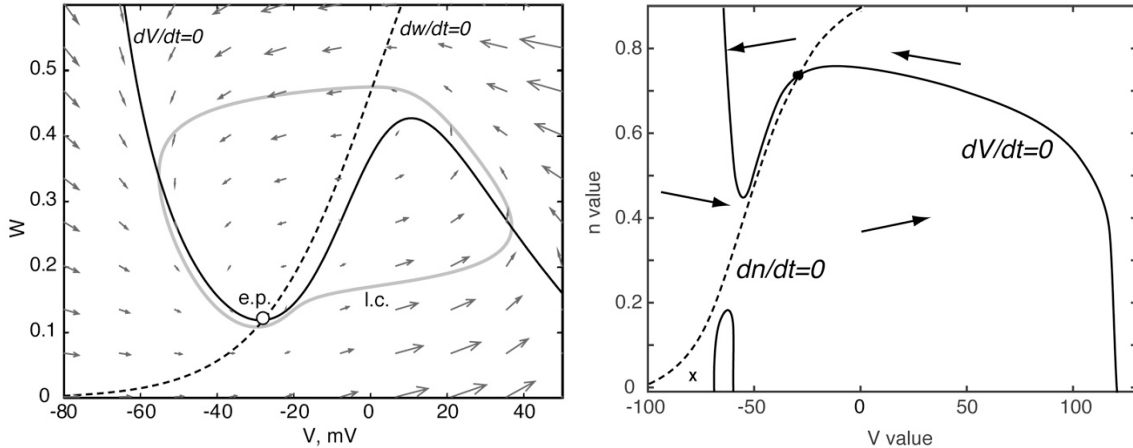 dV/dt=0
dw/dt=0
0.5
0.4
0.3
0.2
0.1
0
W
e.p.
l.c.
-80
-60
-40
-20
0
20
40
V, mV
0.8
0.6
0.4
0.2
0
n value
dV/dt=0
dn/dt=0
x
-100
-50
0
50
100
V value